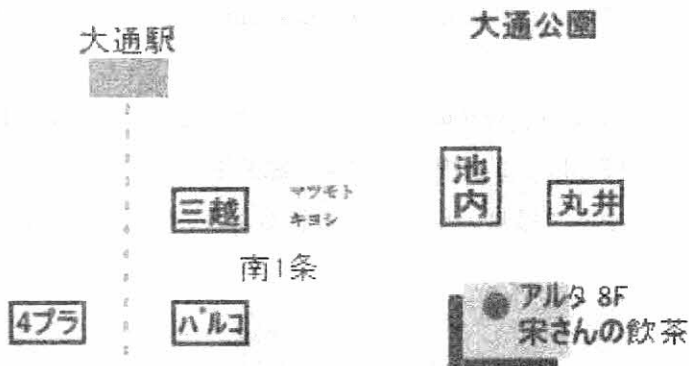 大通駅
大通公園
三越
マツモト
キヨシ
池
内
丸井
南1条
4プラ
パルコ
アルタ 8F
宋さんの飲茶